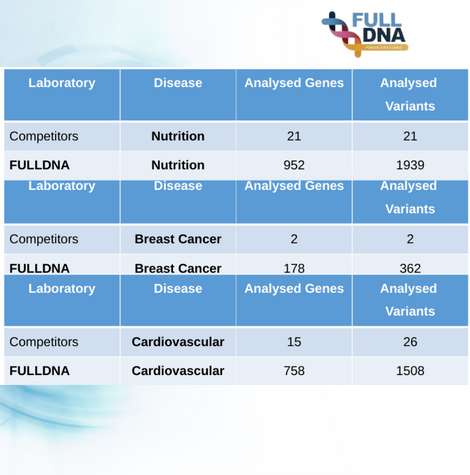 FULL
DNA
Laboratory Disease Analysed Genes Analysed
Variants
Competitors Nutrition 21 21
FULLDNA Nutrition 952 1939
Laboratory Disease Analysed Genes Analysed
Variants
Competitors Breast Cancer 2 2
FULLDNA Breast Cancer 178 362
Laboratory Disease Analysed Genes Analysed
Variants
Competitors Cardiovascular 15 26
FULLDNA Cardiovascular 758 1508